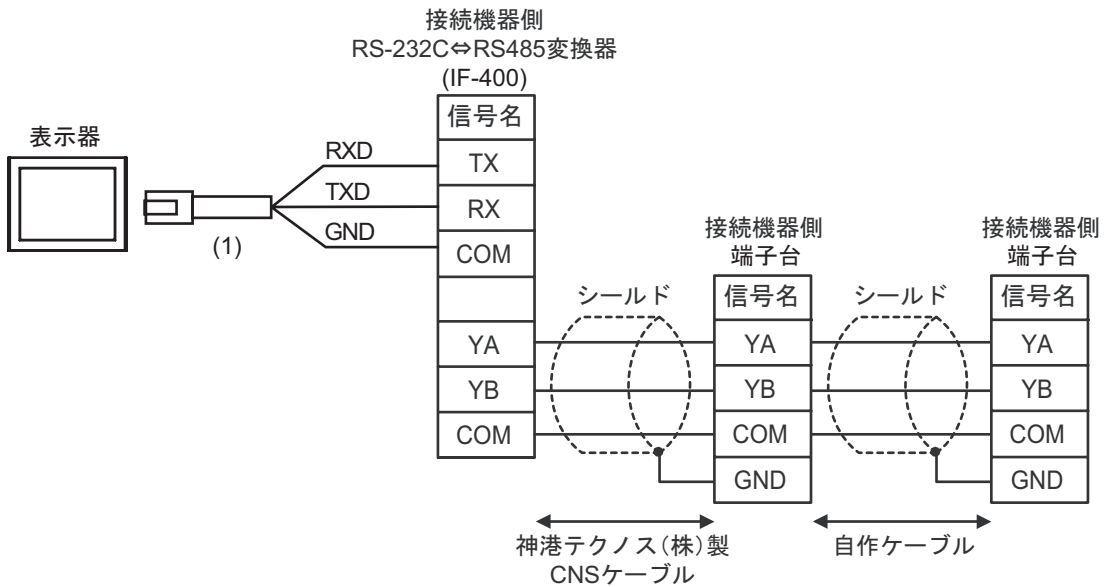 接続機器側
RS-232C⇔RS485変換器
(IF-400)
信号名
表示器
RXD
TX
TXD
RX
GND
COM
(1)
接続機器側
端子台
接続機器側
端子台
シールド
信号名
シールド
信号名
YA
YA
YA
YB
YB
YB
COM
COM
COM
GND
GND
神港テクノス(株)製
CNSケーブル
自作ケーブル